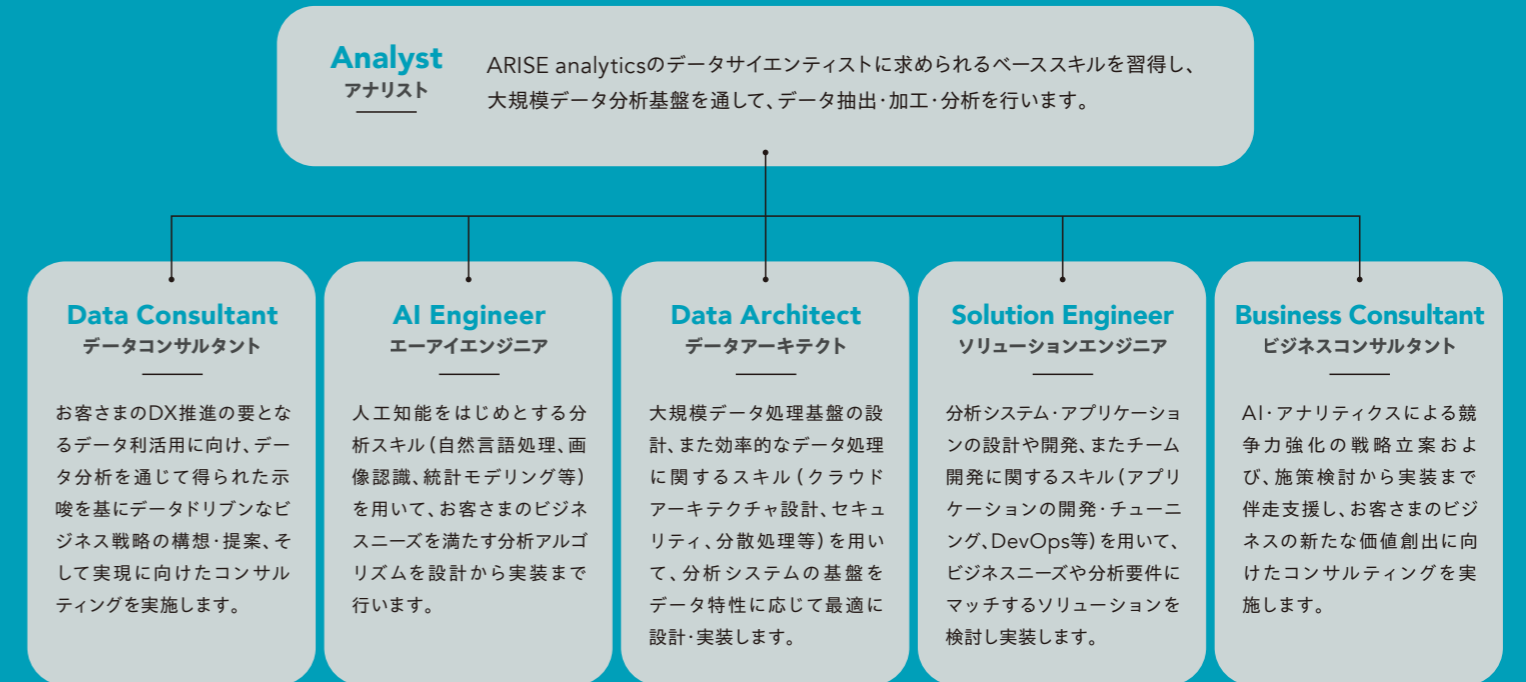 Analyst
アナリスト
ARISE analyticsのデータサイエンティストに求められるベーススキルを習得し、
大規模データ分析基盤を通して、データ抽出・加工・分析を行います。
Data Consultant
データコンサルタント
お客さまのDX推進の要とな
るデータ利活用に向け、デー
タ分析を通じて得られた示
唆を基にデータドリブンなビ
ジネス戦略の構想・提案、そ
して実現に向けたコンサル
ティングを実施します。
AI Engineer
エーアイエンジニア
人工知能をはじめとする分
析スキル(自然言語処理、画
像認識、統計モデリング等)
を用いて、お客さまのビジネ
スニーズを満たす分析アルゴ
リズムを設計から実装まで
行います。
Data Architect
データアーキテクト
大規模データ処理基盤の設
計、また効率的なデータ処理
に関するスキル(クラウド
アーキテクチャ設計、セキュ
リティ、分散処理等)を用い
て、分析システムの基盤を
データ特性に応じて最適に
設計・実装します。
Solution Engineer
ソリューションエンジニア
分析システム・アプリケーショ
ンの設計や開発、またチーム
開発に関するスキル(アプリ
ケーションの開発・チューニ
ング、DevOps等)を用いて、
ビジネスニーズや分析要件に
マッチするソリューションを
検討し実装します。
Business Consultant
ビジネスコンサルタント
AI・アナリティクスによる競
争力強化の戦略立案およ
び、施策検討から実装まで
伴走支援し、お客さまのビジ
ネスの新たな価値創出に向
けたコンサルティングを実
施します。